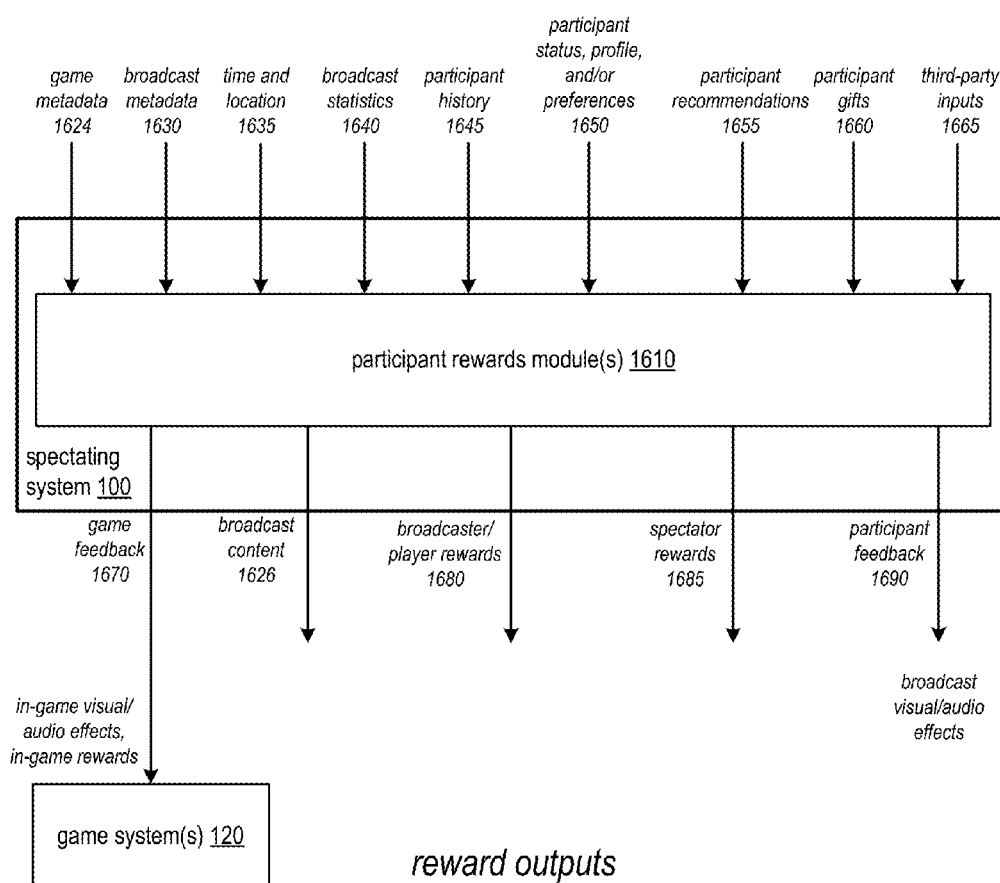 game
metadata
1624
broadcast
metadata
1630
time and
location
1635
broadcast
statistics
1640
participant
history
1645
participant
status, profile,
and/or
preferences
1650
participant
recommendations
1655
participant
gifts
1660
third-party
inputs
1665
participant rewards module(s) 1610
spectating
system 100
game
feedback
1670
broadcast
content
1626
broadcaster/
player rewards
1680
spectator
rewards
1685
participant
feedback
1690
in-game visual/
audio effects,
in-game rewards
broadcast
visual/audio
effects
game system(s) 120
reward outputs